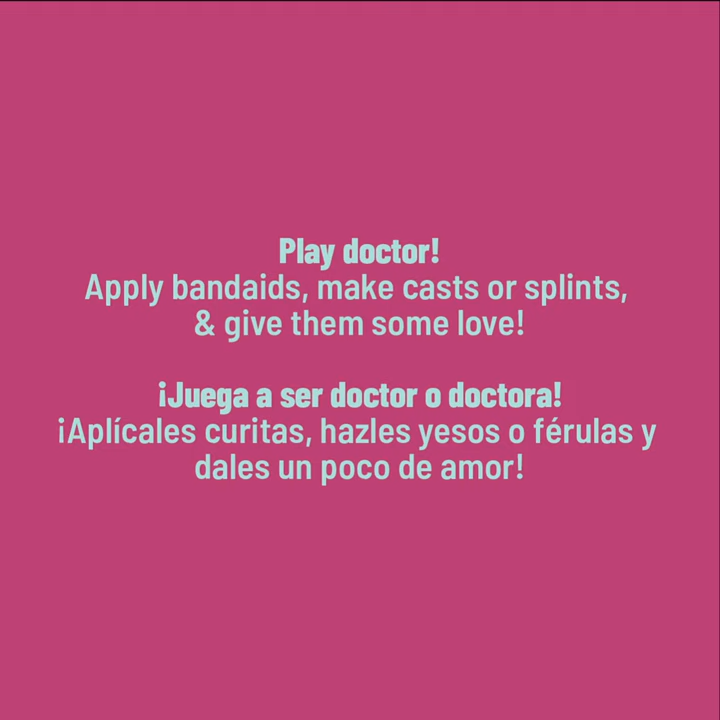 Play doctor!
Apply bandaids, make casts or splints,
& give them some love!
¡Juega a ser doctor o doctora!
¡Aplícales curitas, hazles yesos o férulas y
dales un poco de amor!